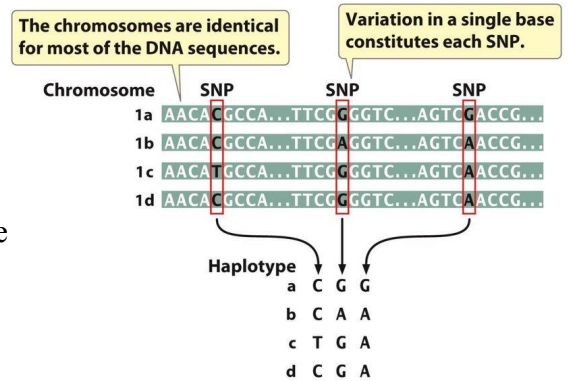 The chromosomes are identical
for most of the DNA sequences.
Variation in a single base
constitutes each SNP.
Chromosome SNP SNP SNP
1a AACACGCCA...TTCGGGGTC...AGTCGACCG...
1b AACACGCCA...TTCGAGGTC...AGTCAACCG...
1c AACATGCCA...TTCGGGGTC...AGTCAACCG...
1d AACACGCCA...TTCGGGGTC...AGTCAACCG...
e
Haplotype
a C G G
b C A A
c T G A
d C G A